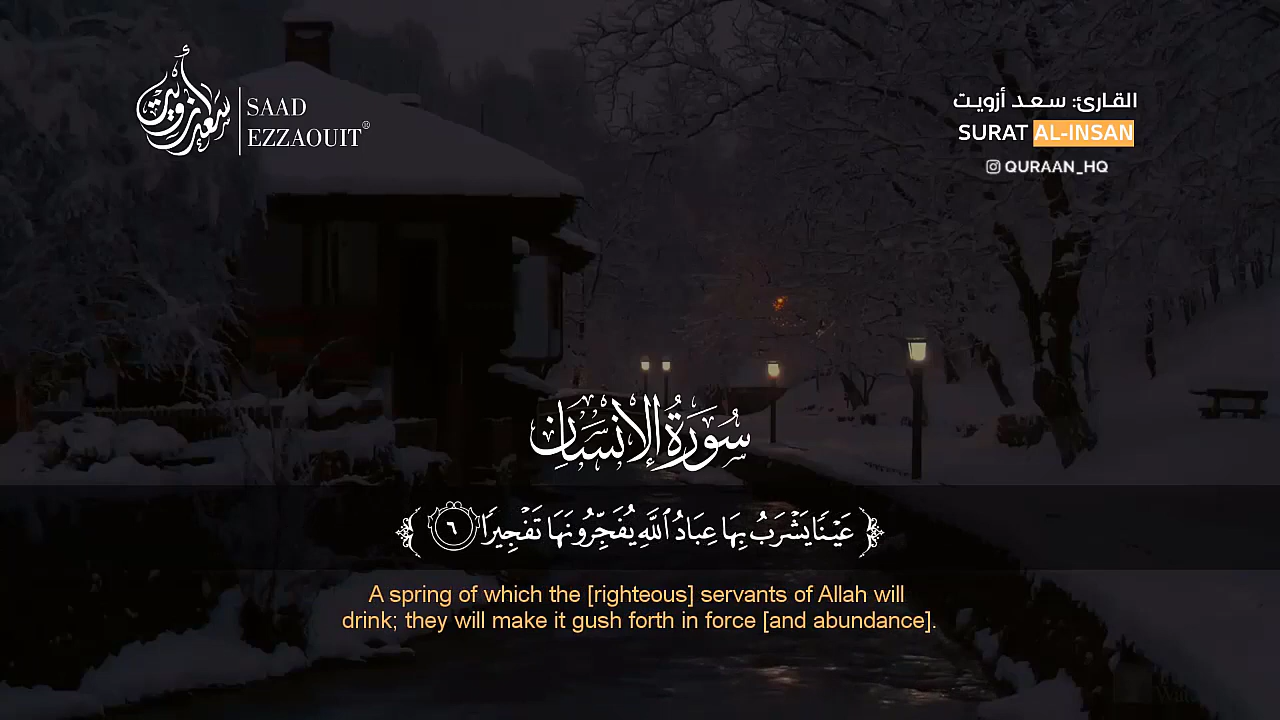 سعد أزويت
SAAD
EZZAOUIT®
القارئ: سعد أزويت
SURAT AL-INSAN
QURAAN_HQ
سُورَةُ الإِنسَانِ
عَيۡنٗا يَشۡرَبُ بِهَا عِبَادُ ٱللَّهِ يُفَجِّرُونَهَا تَفۡجِيرٗا ٦
A spring of which the [righteous] servants of Allah will
drink; they will make it gush forth in force [and abundance].